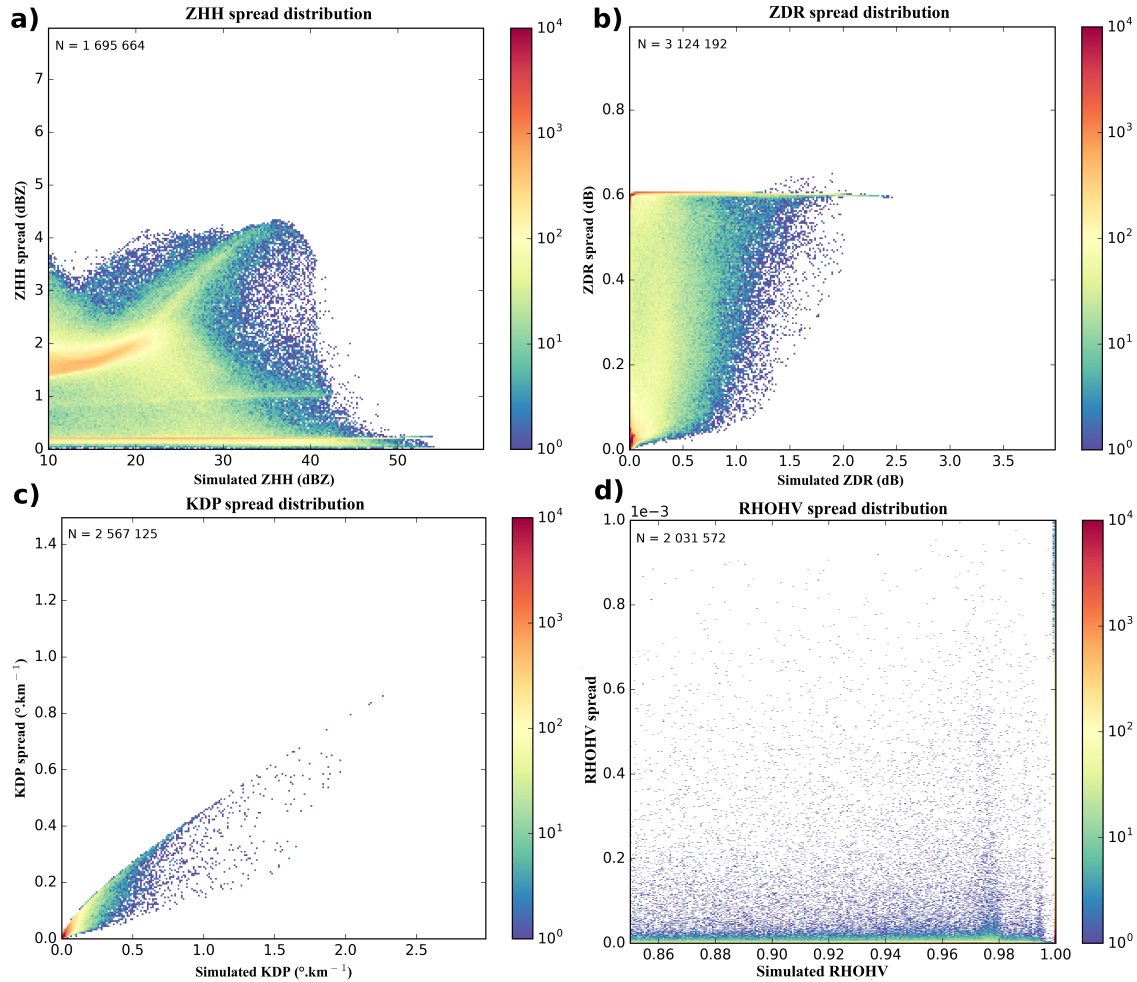 a)
ZHH spread distribution
N = 1 695 664
ZHH spread (dBZ)
7
6
5
4
3
2
1
0
10 20 30 40 50
Simulated ZHH (dBZ)
10^4
10^3
10^2
10^1
10^0
b)
ZDR spread distribution
N = 3 124 192
ZDR spread (dB)
0.8
0.6
0.4
0.2
0.0
0.0 0.5 1.0 1.5 2.0 2.5 3.0 3.5
Simulated ZDR (dB)
10^4
10^3
10^2
10^1
10^0
c)
KDP spread distribution
N = 2 567 125
KDP spread (°.km^−1)
1.4
1.2
1.0
0.8
0.6
0.4
0.2
0.0
0.0 0.5 1.0 1.5 2.0 2.5
Simulated KDP (°.km^−1)
10^4
10^3
10^2
10^1
10^0
d)
1e−3
RHOHV spread distribution
N = 2 031 572
RHOHV spread
1.0
0.8
0.6
0.4
0.2
0.0
0.86 0.88 0.90 0.92 0.94 0.96 0.98 1.00
Simulated RHOHV
10^4
10^3
10^2
10^1
10^0